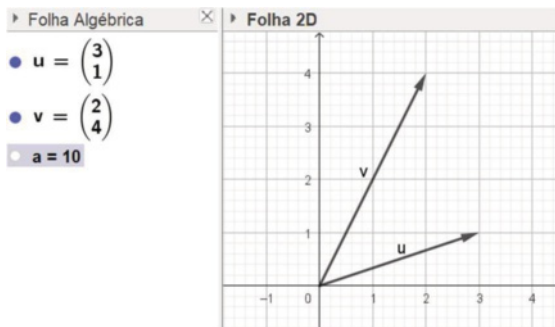 Folha Algébrica
u = (3 1)
v = (2 4)
a = 10
Folha 2D
4
3
v
2
1
u
-1 0 1 2 3 4